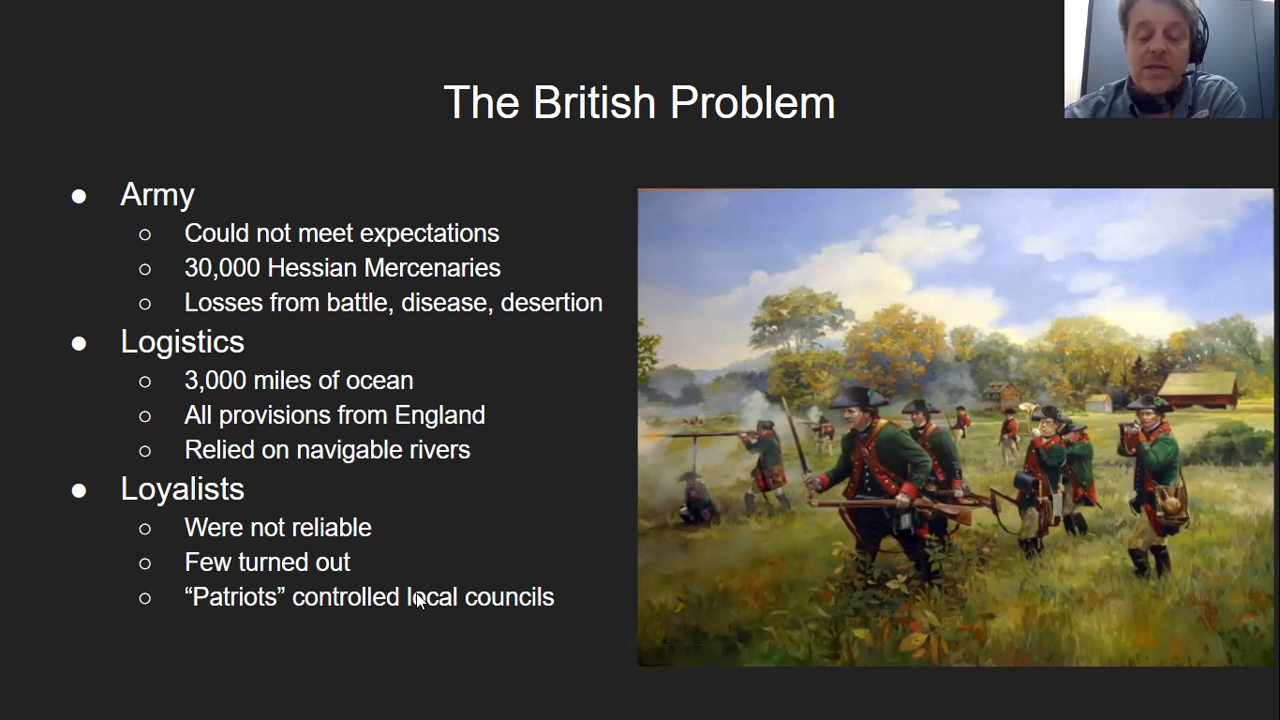 The British Problem
● Army
○ Could not meet expectations
○ 30,000 Hessian Mercenaries
○ Losses from battle, disease, desertion
● Logistics
○ 3,000 miles of ocean
○ All provisions from England
○ Relied on navigable rivers
● Loyalists
○ Were not reliable
○ Few turned out
○ “Patriots” controlled local councils